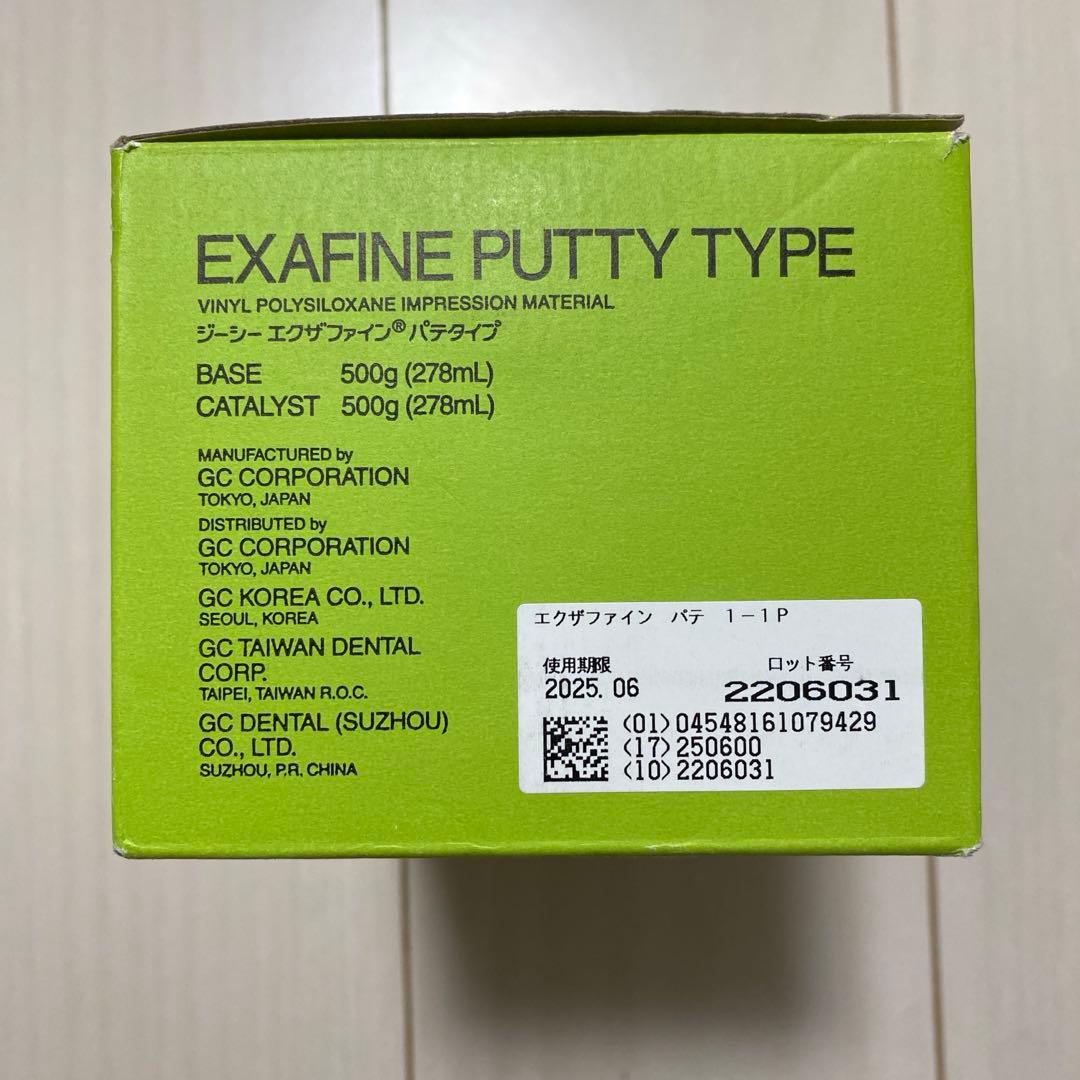 EXAFINE PUTTY TYPE
VINYL POLYSILOXANE IMPRESSION MATERIAL
ジーシー エクザファイン® パテタイプ
BASE 500g (278mL)
CATALYST 500g (278mL)
MANUFACTURED by
GC CORPORATION
TOKYO, JAPAN
DISTRIBUTED by
GC CORPORATION
TOKYO, JAPAN
GC KOREA CO., LTD.
SEOUL, KOREA
GC TAIWAN DENTAL
CORP.
TAIPEI, TAIWAN R.O.C.
GC DENTAL (SUZHOU)
CO., LTD.
SUZHOU, P.R. CHINA
エクザファイン パテ 1－1P
使用期限 ロット番号
2025.06 2206031
(01)04548161079429
(17)250600
(10)2206031